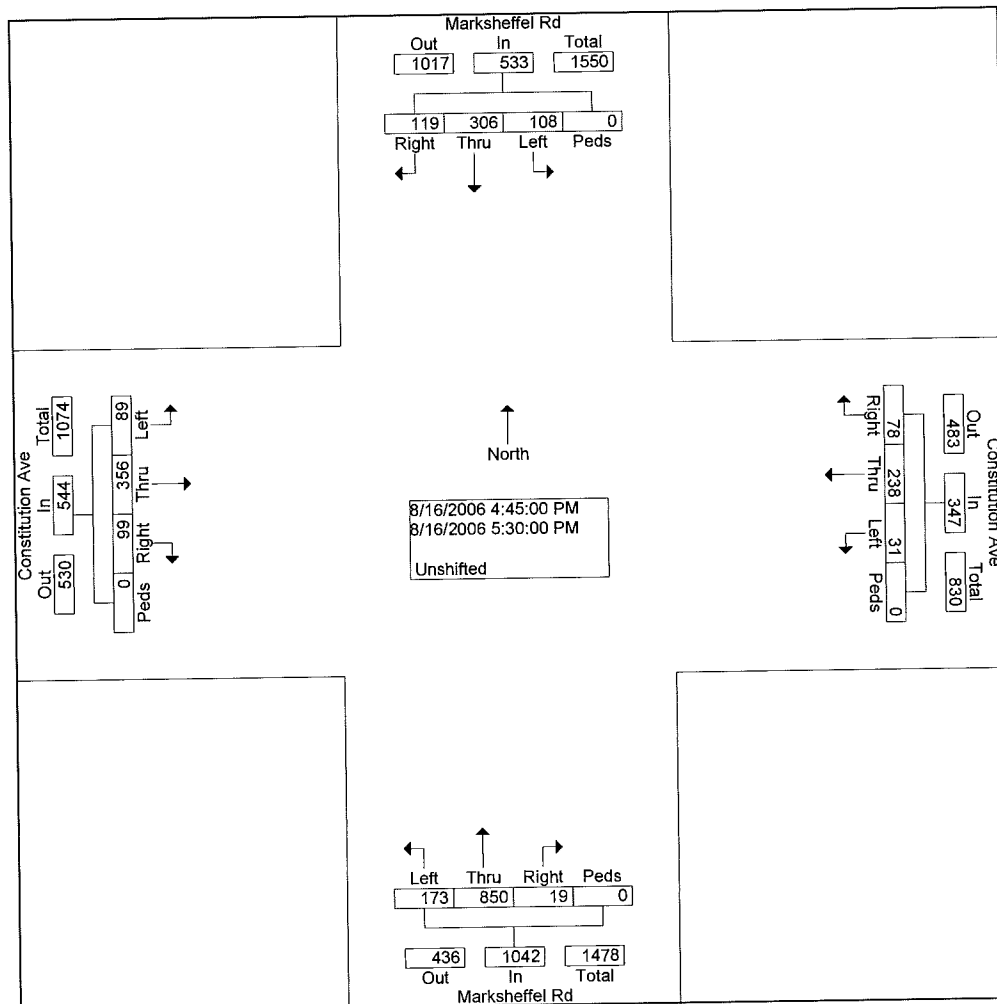 Marksheffel Rd
Out In Total
1017 533 1550
119 306 108 0
Right Thru Left Peds
Constitution Ave
Total In Out
1074 544 530
89 356 99 0
Left Thru Right Peds
North
8/16/2006 4:45:00 PM
8/16/2006 5:30:00 PM
Unshifted
Right Thru Left Peds
78 238 31 0
483 347 830
Out In Total
Constitution Ave
Left Thru Right Peds
173 850 19 0
436 1042 1478
Out In Total
Marksheffel Rd